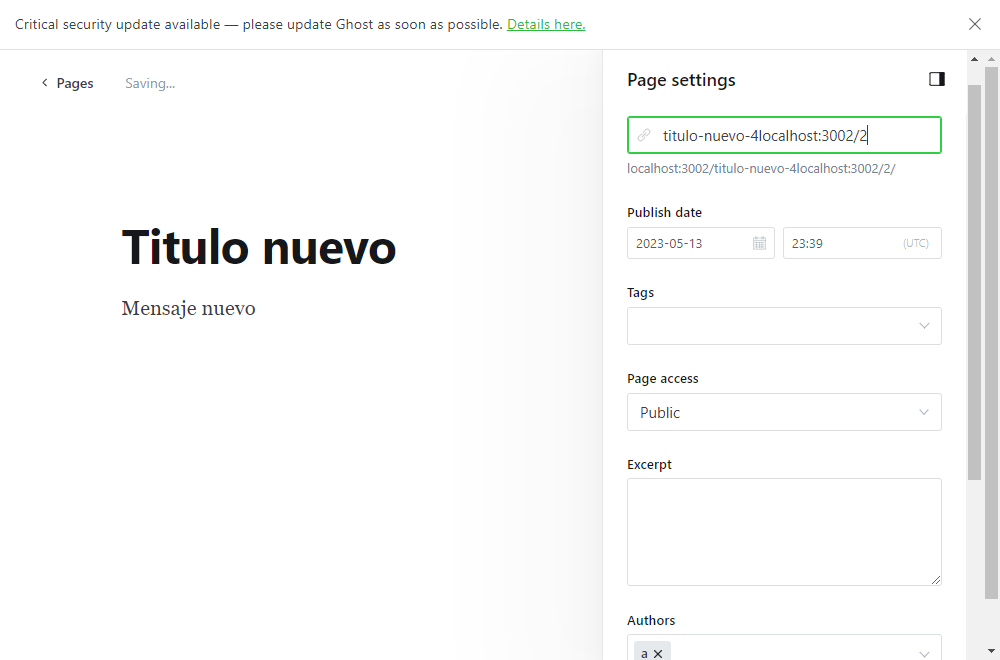 Critical security update available — please update Ghost as soon as possible. Details here.
Pages
Saving...
Titulo nuevo
Mensaje nuevo
Page settings
titulo-nuevo-4localhost:3002/2
localhost:3002/titulo-nuevo-4localhost:3002/2/
Publish date
2023-05-13
23:39 (UTC)
Tags
Page access
Public
Excerpt
Authors
a